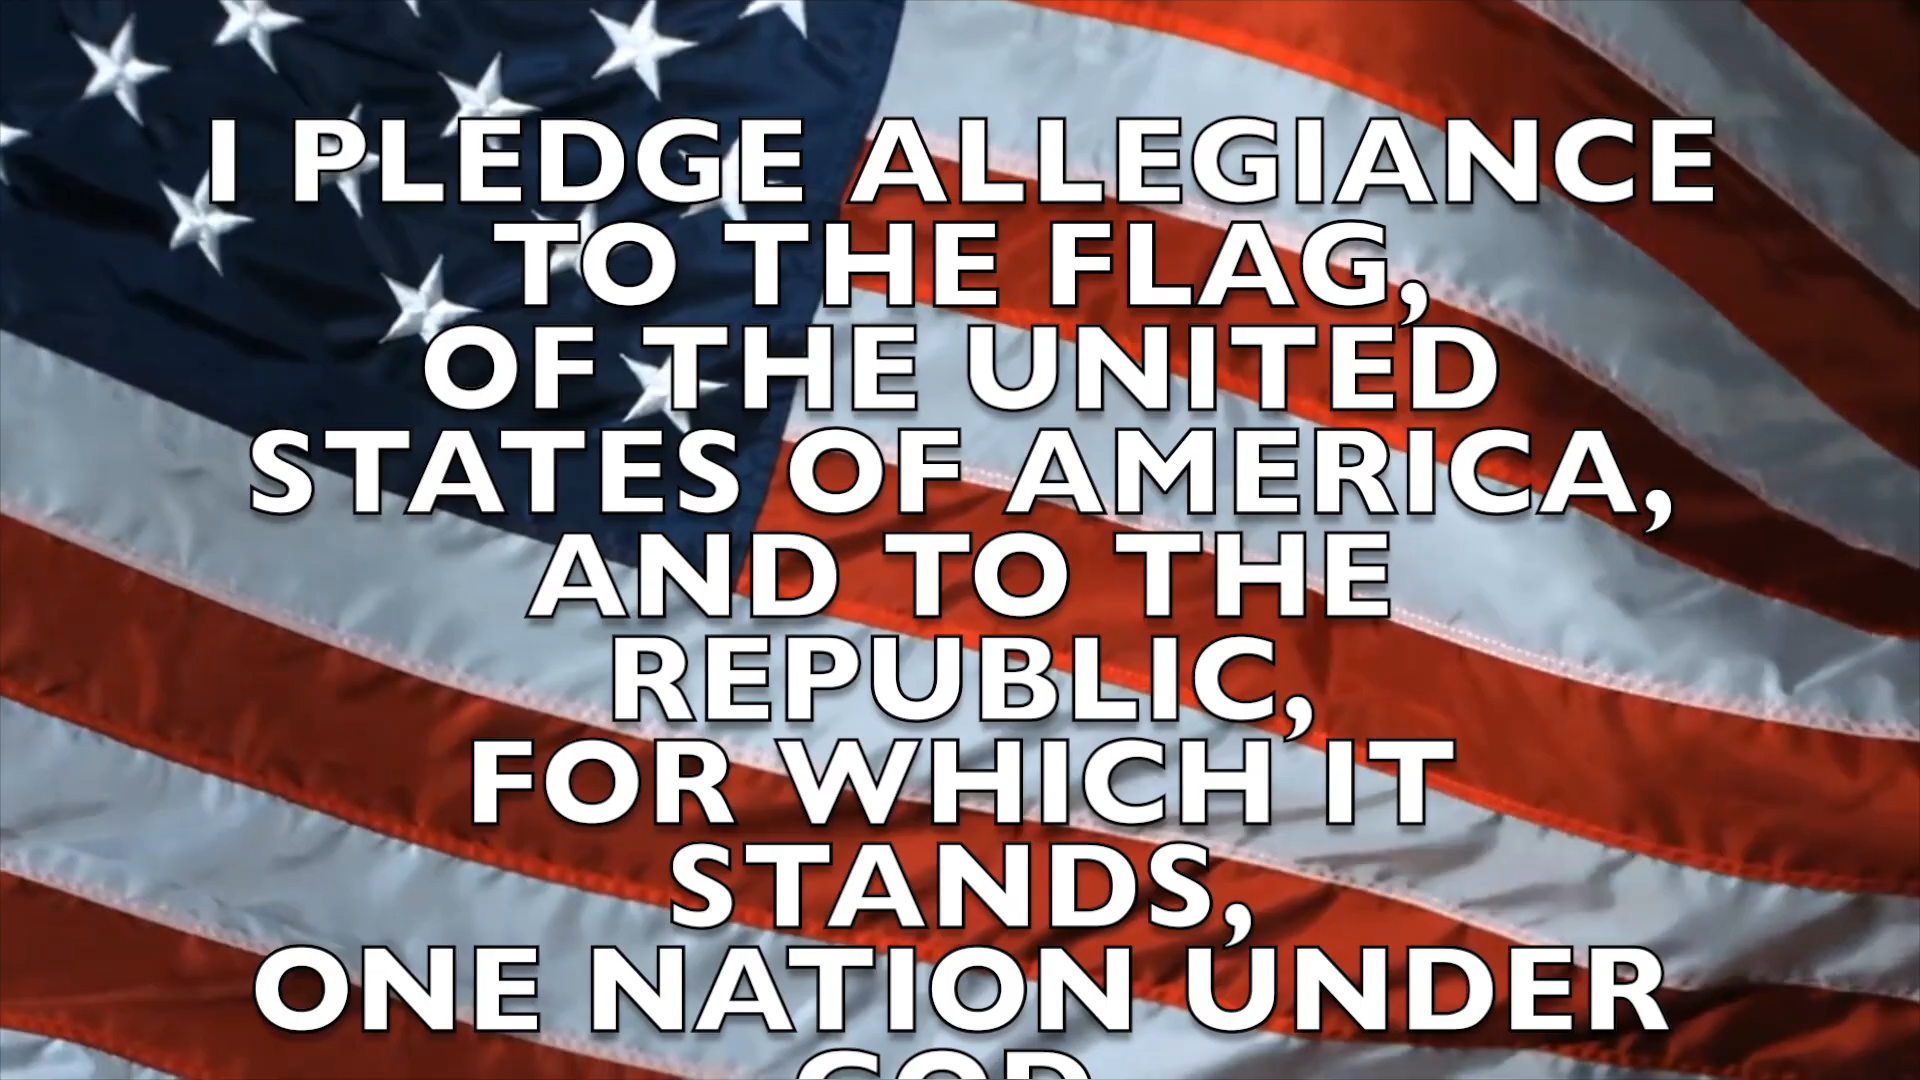 I PLEDGE ALLEGIANCE
TO THE FLAG,
OF THE UNITED
STATES OF AMERICA,
AND TO THE
REPUBLIC,
FOR WHICH IT
STANDS,
ONE NATION UNDER
GOD